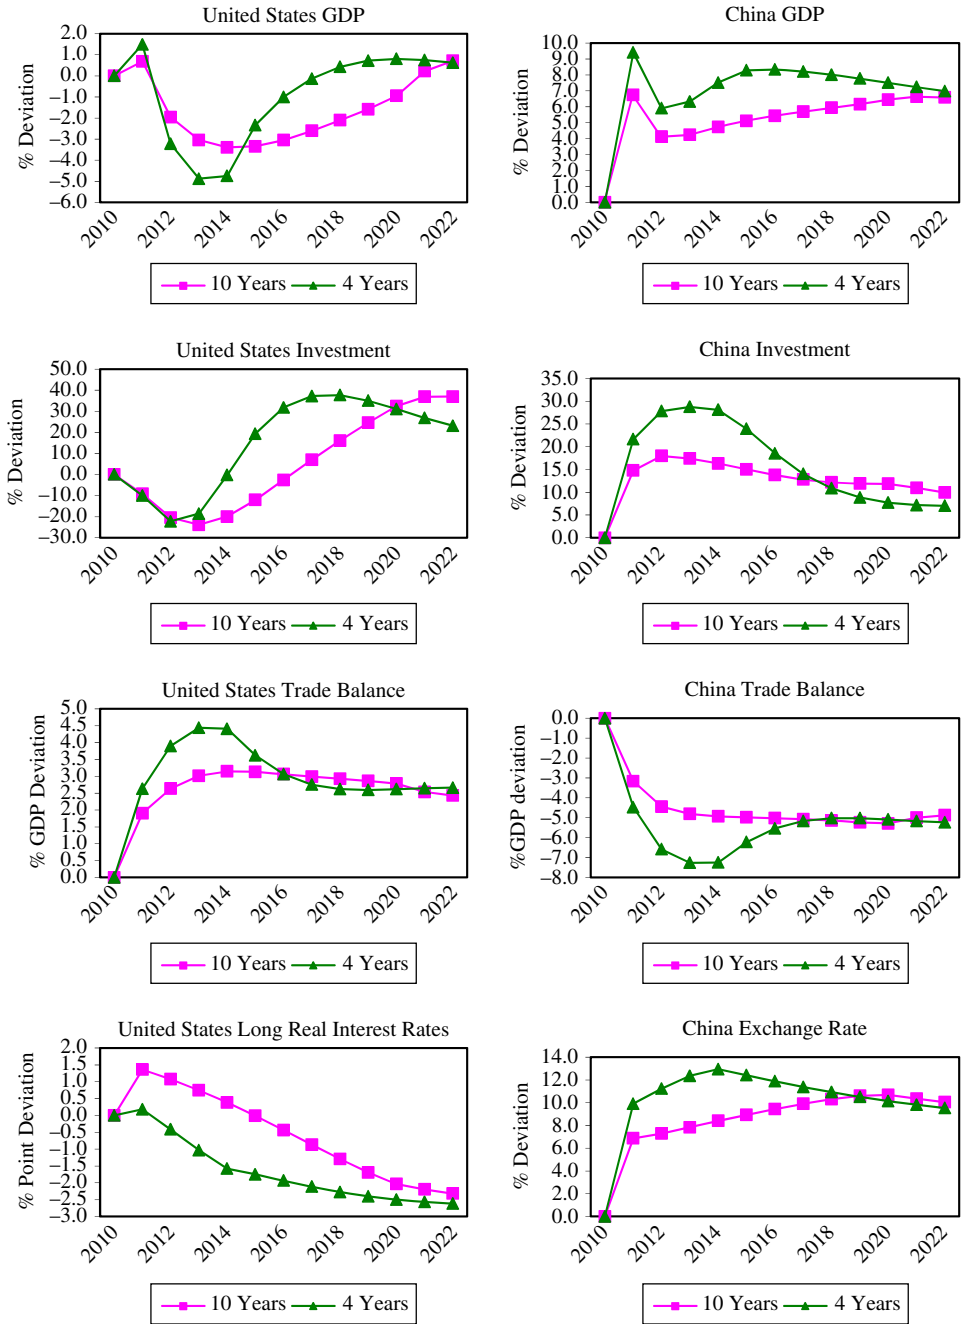 United States GDP
% Deviation
2.0
1.0
0.0
−1.0
−2.0
−3.0
−4.0
−5.0
−6.0
2010 2012 2014 2016 2018 2020 2022
10 Years 4 Years
China GDP
% Deviation
10.0
9.0
8.0
7.0
6.0
5.0
4.0
3.0
2.0
1.0
0.0
2010 2012 2014 2016 2018 2020 2022
10 Years 4 Years
United States Investment
% Deviation
50.0
40.0
30.0
20.0
10.0
0.0
−10.0
−20.0
−30.0
2010 2012 2014 2016 2018 2020 2022
10 Years 4 Years
China Investment
% Deviation
35.0
30.0
25.0
20.0
15.0
10.0
5.0
0.0
2010 2012 2014 2016 2018 2020 2022
10 Years 4 Years
United States Trade Balance
% GDP Deviation
5.0
4.5
4.0
3.5
3.0
2.5
2.0
1.5
1.0
0.5
0.0
2010 2012 2014 2016 2018 2020 2022
10 Years 4 Years
China Trade Balance
%GDP deviation
0.0
−1.0
−2.0
−3.0
−4.0
−5.0
−6.0
−7.0
−8.0
2010 2012 2014 2016 2018 2020 2022
10 Years 4 Years
United States Long Real Interest Rates
% Point Deviation
2.0
1.5
1.0
0.5
0.0
−0.5
−1.0
−1.5
−2.0
−2.5
−3.0
2010 2012 2014 2016 2018 2020 2022
10 Years 4 Years
China Exchange Rate
% Deviation
14.0
12.0
10.0
8.0
6.0
4.0
2.0
0.0
2010 2012 2014 2016 2018 2020 2022
10 Years 4 Years